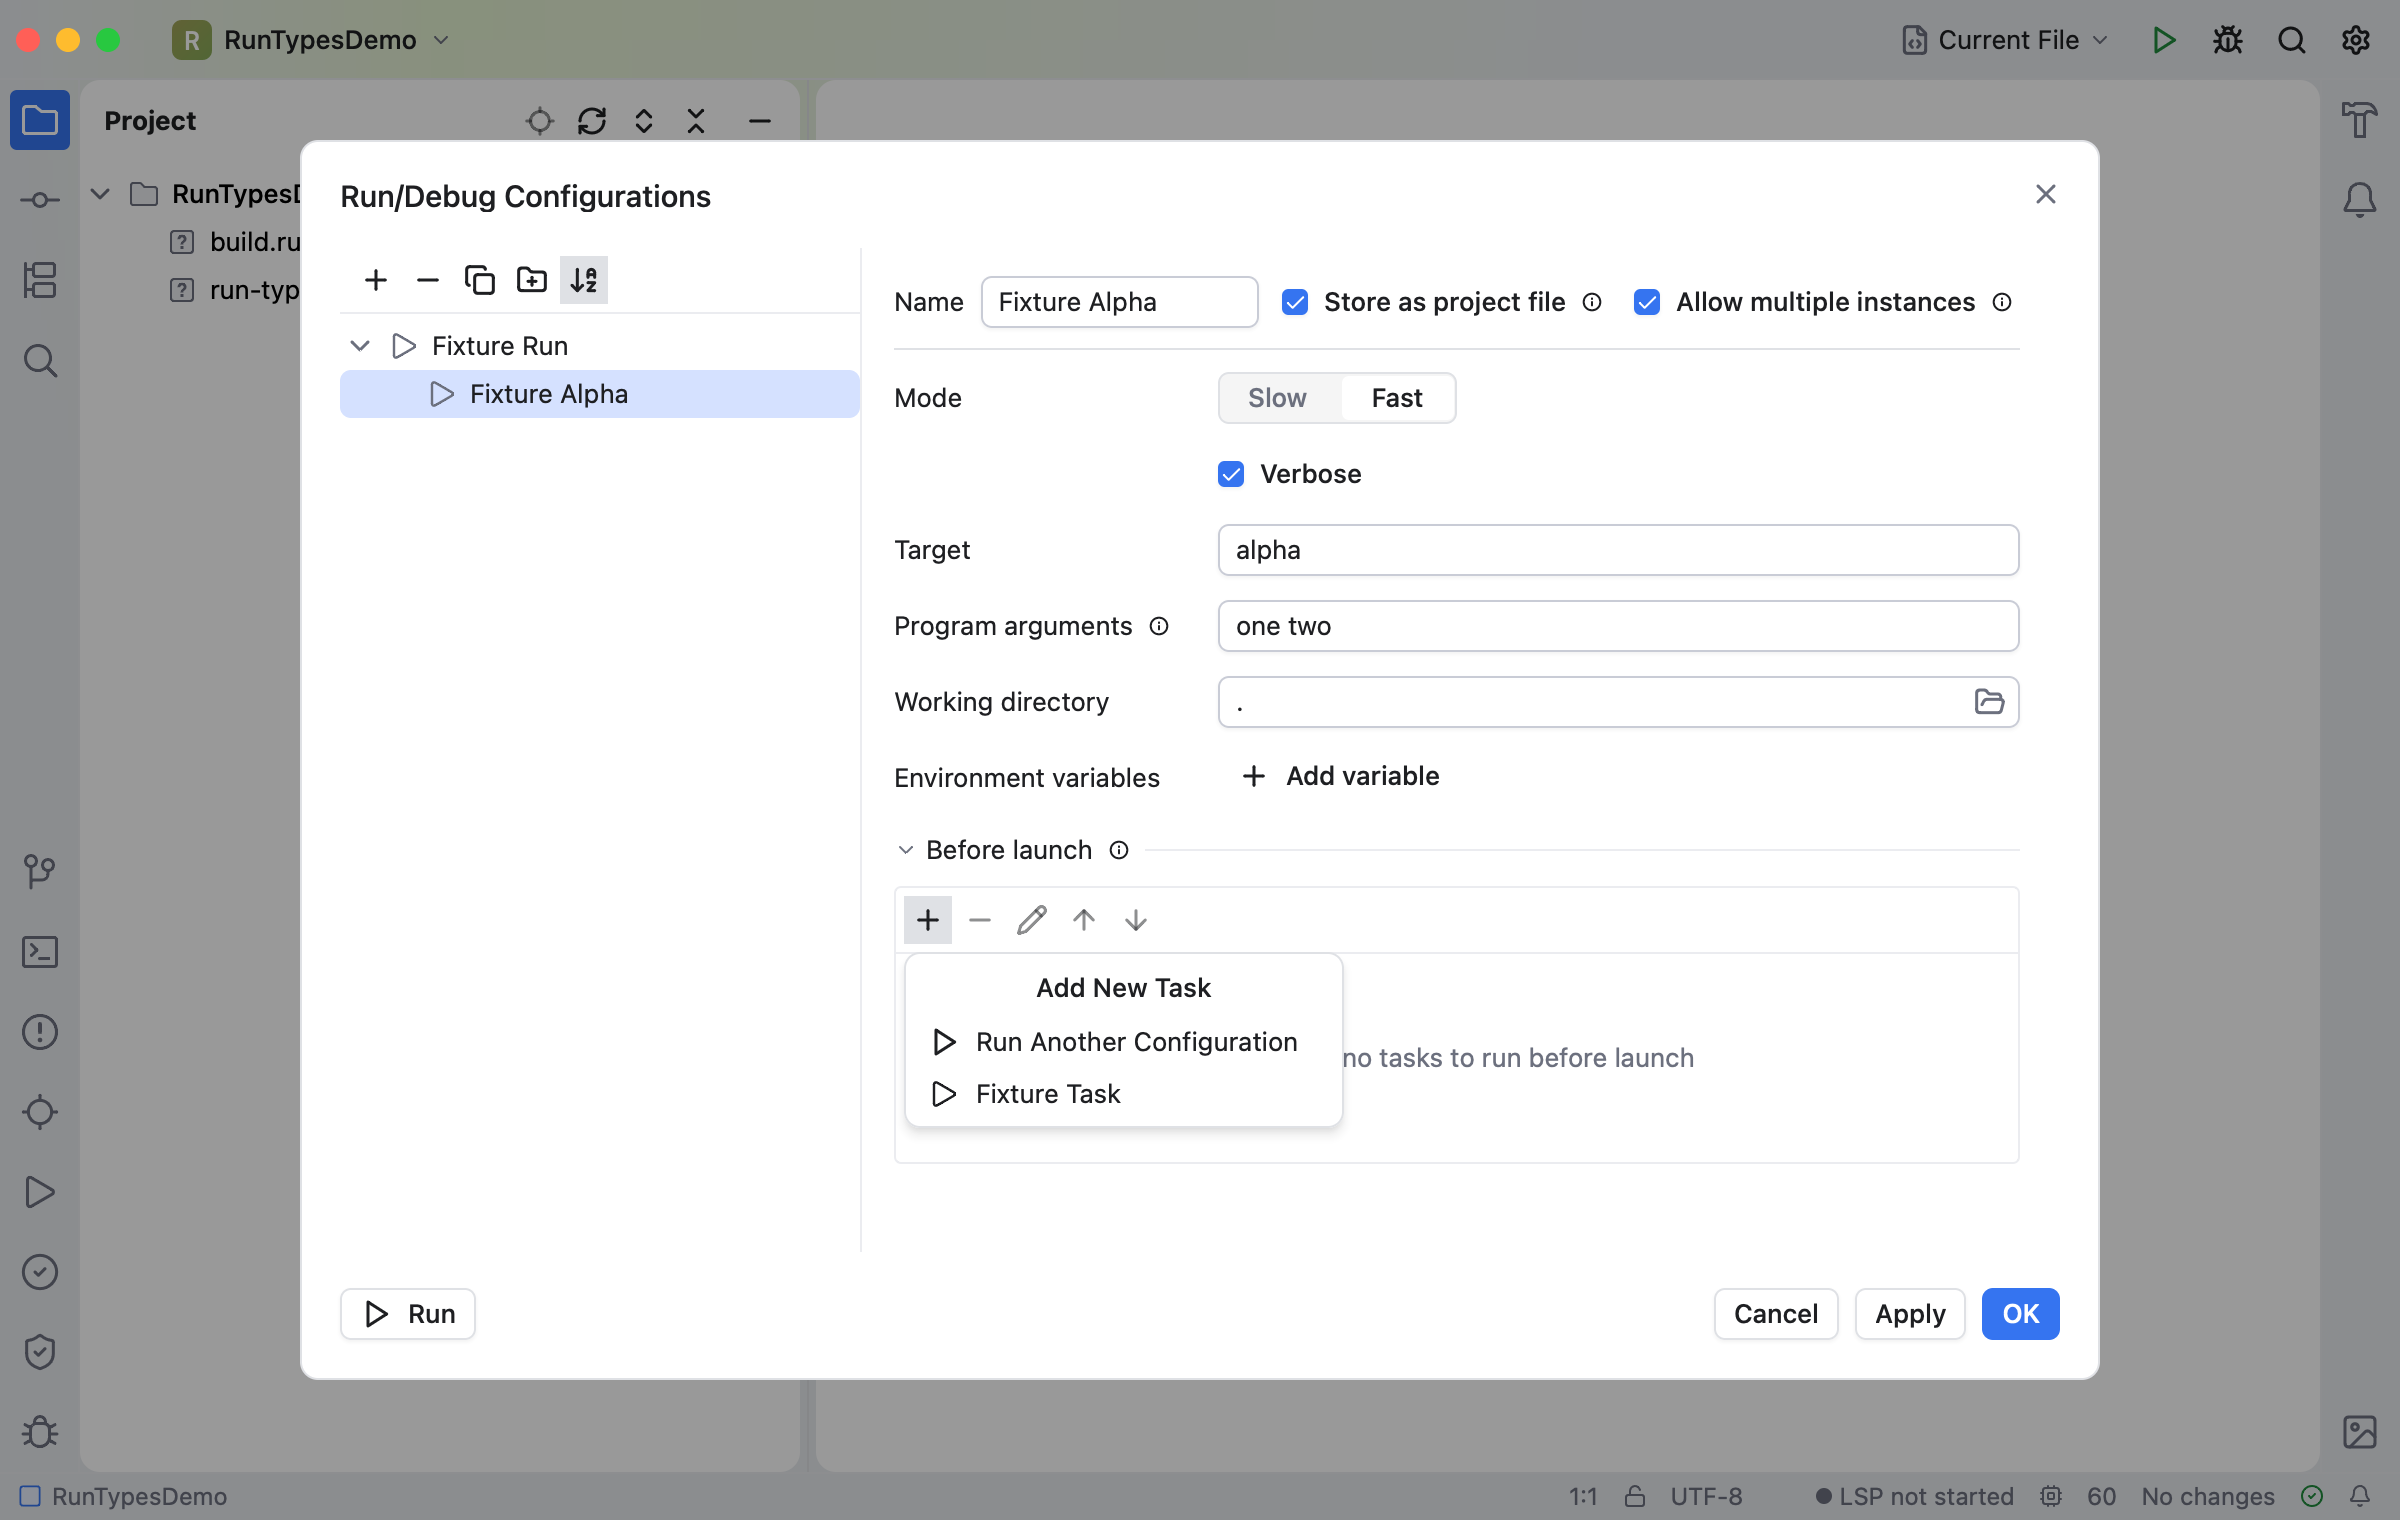 R RunTypesDemo
Current File
Project
RunTypesD
build.ru
run-typ
Run/Debug Configurations
Fixture Run
Fixture Alpha
Name
Fixture Alpha
Store as project file
Allow multiple instances
Mode
Slow
Fast
Verbose
Target
alpha
Program arguments
one two
Working directory
.
Environment variables
Add variable
Before launch
Add New Task
Run Another Configuration
Fixture Task
no tasks to run before launch
Run
Cancel
Apply
OK
RunTypesDemo
1:1
UTF-8
LSP not started
60
No changes